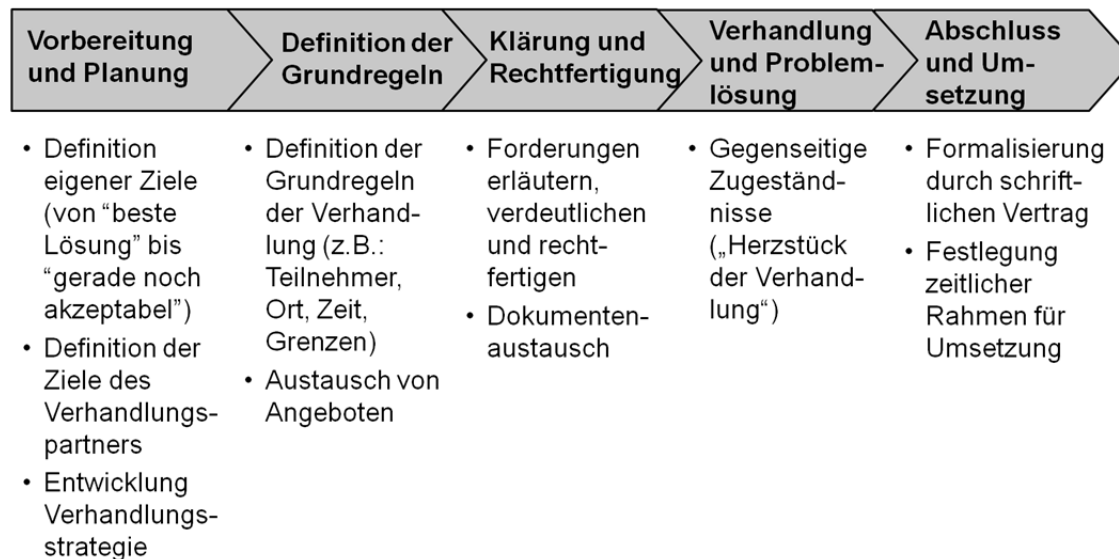 Vorbereitung
und Planung
Definition der
Grundregeln
Klärung und
Rechtfertigung
Verhandlung
und Problem-
lösung
Abschluss
und Um-
setzung
• Definition
eigener Ziele
(von “beste
Lösung” bis
“gerade noch
akzeptabel”)
• Definition der
Ziele des
Verhandlungs-
partners
• Entwicklung
Verhandlungs-
strategie
• Definition der
Grundregeln
der Verhand-
lung (z.B.:
Teilnehmer,
Ort, Zeit,
Grenzen)
• Austausch von
Angeboten
• Forderungen
erläutern,
verdeutlichen
und recht-
fertigen
• Dokumenten-
austausch
• Gegenseitige
Zugeständ-
nisse
(„Herzstück
der Verhand-
lung“)
• Formalisierung
durch schrift-
lichen Vertrag
• Festlegung
zeitlicher
Rahmen für
Umsetzung